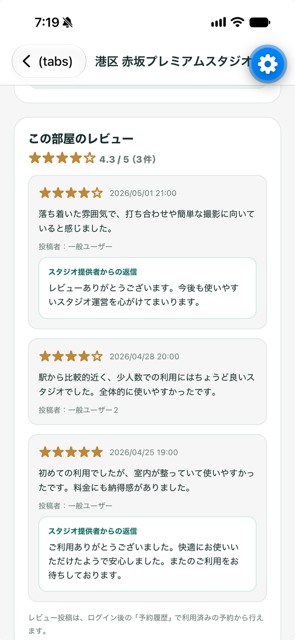 7:19
(tabs)
港区 赤坂プレミアムスタジオ
この部屋のレビュー
★★★★☆ 4.3 / 5 (3件)
★★★★☆ 2026/05/01 21:00
落ち着いた雰囲気で、打ち合わせや簡単な撮影に向いて
いると感じました。
投稿者：一般ユーザー
スタジオ提供者からの返信
レビューありがとうございます。今後も使いやす
いスタジオ運営を心がけてまいります。
★★★★☆ 2026/04/28 20:00
駅から比較的近く、少人数での利用にはちょうど良いス
タジオでした。全体的に使いやすかったです。
投稿者：一般ユーザー2
★★★★★ 2026/04/25 19:00
初めての利用でしたが、室内が整っていて使いやすかっ
たです。料金にも納得感がありました。
投稿者：一般ユーザー
スタジオ提供者からの返信
ご利用ありがとうございました。快適にお使いい
ただけたようで安心しました。またのご利用をお
待ちしております。
レビュー投稿は、ログイン後の「予約履歴」で利用済みの予約から行え
ます。